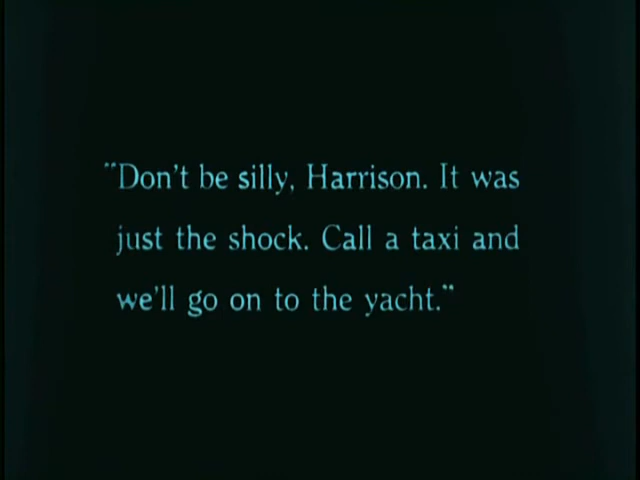 "Don't be silly, Harrison. It was
just the shock. Call a taxi and
we'll go on to the yacht."